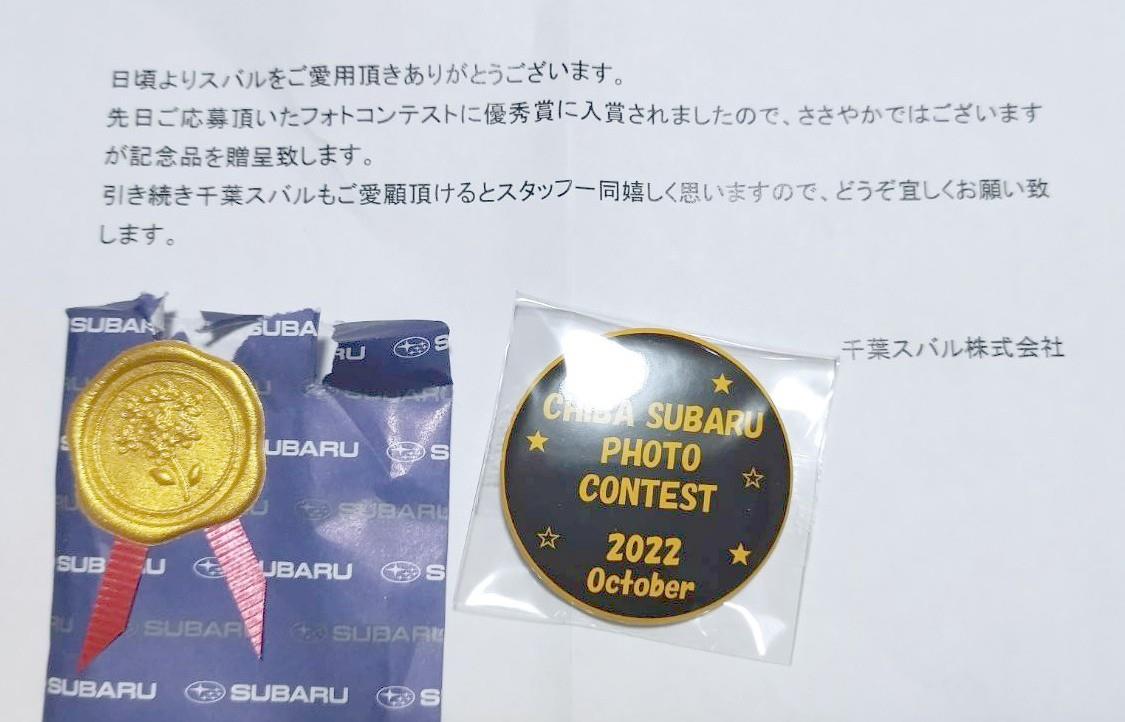 日頃よりスバルをご愛用頂きありがとうございます。
先日ご応募頂いたフォトコンテストに優秀賞に入賞されましたので、ささやかではございます
が記念品を贈呈致します。
引き続き千葉スバルもご愛顧頂けるとスタッフ一同嬉しく思いますので、どうぞ宜しくお願い致
します。
千葉スバル株式会社
CHIBA SUBARU
PHOTO
CONTEST
2022
October
SUBARU
SUBARU
SUBARU
SUBARU
SUBARU
SUBARU
SUBARU
SUBARU